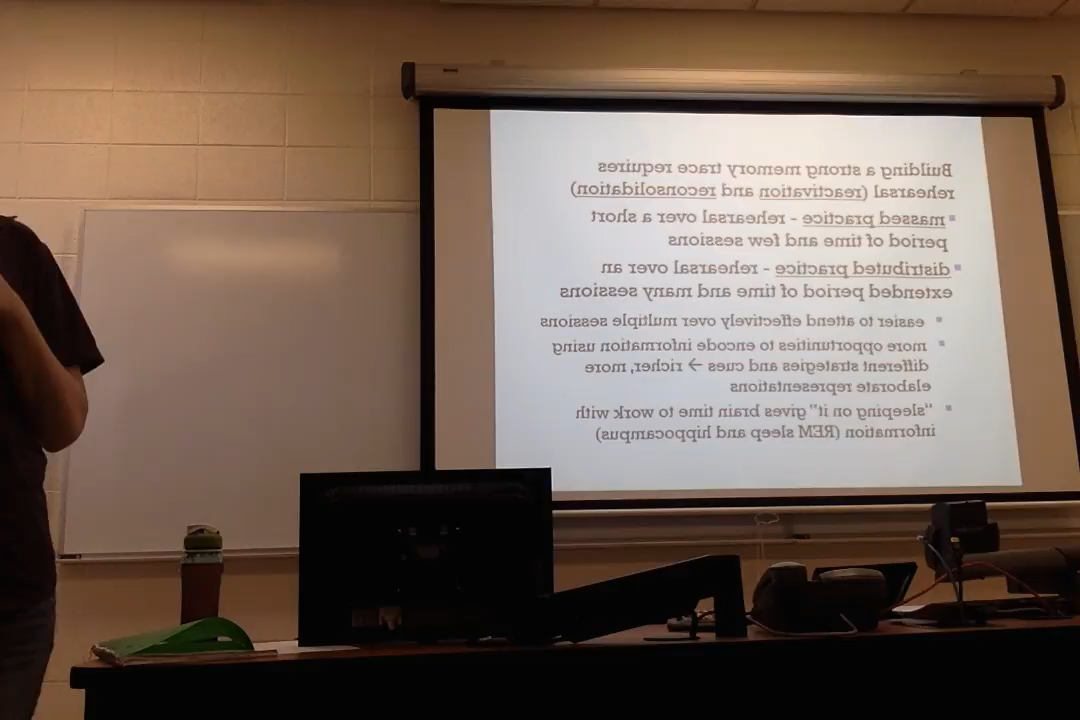 Building a strong memory trace requires
rehearsal (reactivation and reconsolidation)
▪ massed practice - rehearsal over a short
period of time and few sessions
▪ distributed practice - rehearsal over an
extended period of time and many sessions
▪ easier to attend effectively over multiple sessions
▪ more opportunities to encode information using
different strategies and cues → richer, more
elaborate representations
▪ "sleeping on it" gives brain time to work with
information (REM sleep and hippocampus)